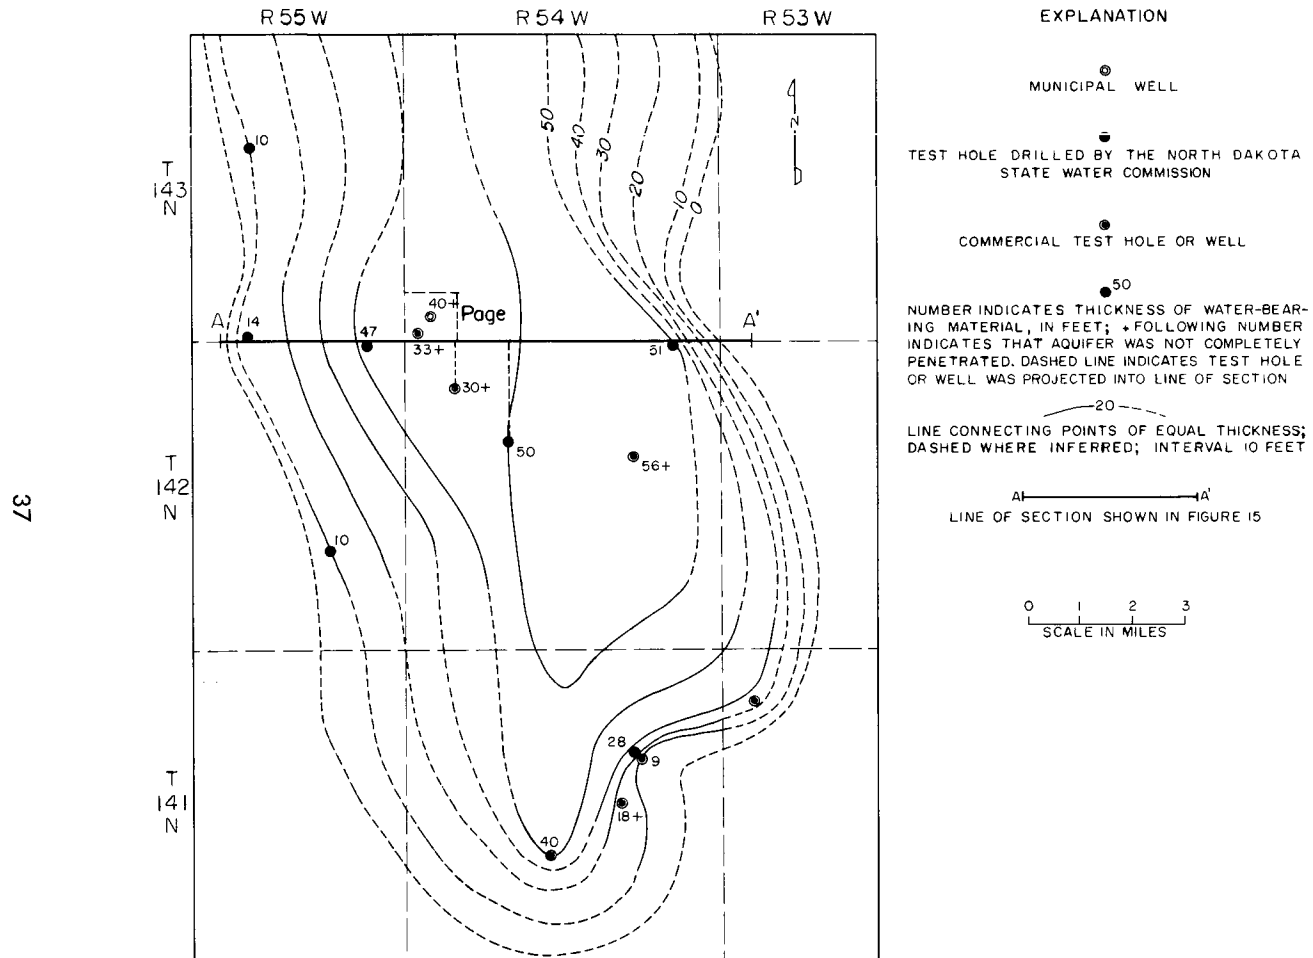 R 55 W R 54 W R 53 W
EXPLANATION
MUNICIPAL WELL
TEST HOLE DRILLED BY THE NORTH DAKOTA
STATE WATER COMMISSION
COMMERCIAL TEST HOLE OR WELL
50
NUMBER INDICATES THICKNESS OF WATER-BEAR-
ING MATERIAL, IN FEET; + FOLLOWING NUMBER
INDICATES THAT AQUIFER WAS NOT COMPLETELY
PENETRATED. DASHED LINE INDICATES TEST HOLE
OR WELL WAS PROJECTED INTO LINE OF SECTION
20
LINE CONNECTING POINTS OF EQUAL THICKNESS;
DASHED WHERE INFERRED; INTERVAL 10 FEET
A A'
LINE OF SECTION SHOWN IN FIGURE 15
0 1 2 3
SCALE IN MILES
T
143
N
T
142
N
T
141
N
37
N
50
40
30
20
10
0
10
A
14
47
40+
Page
33+
30+
51
A'
50
56+
10
28
9
18+
40